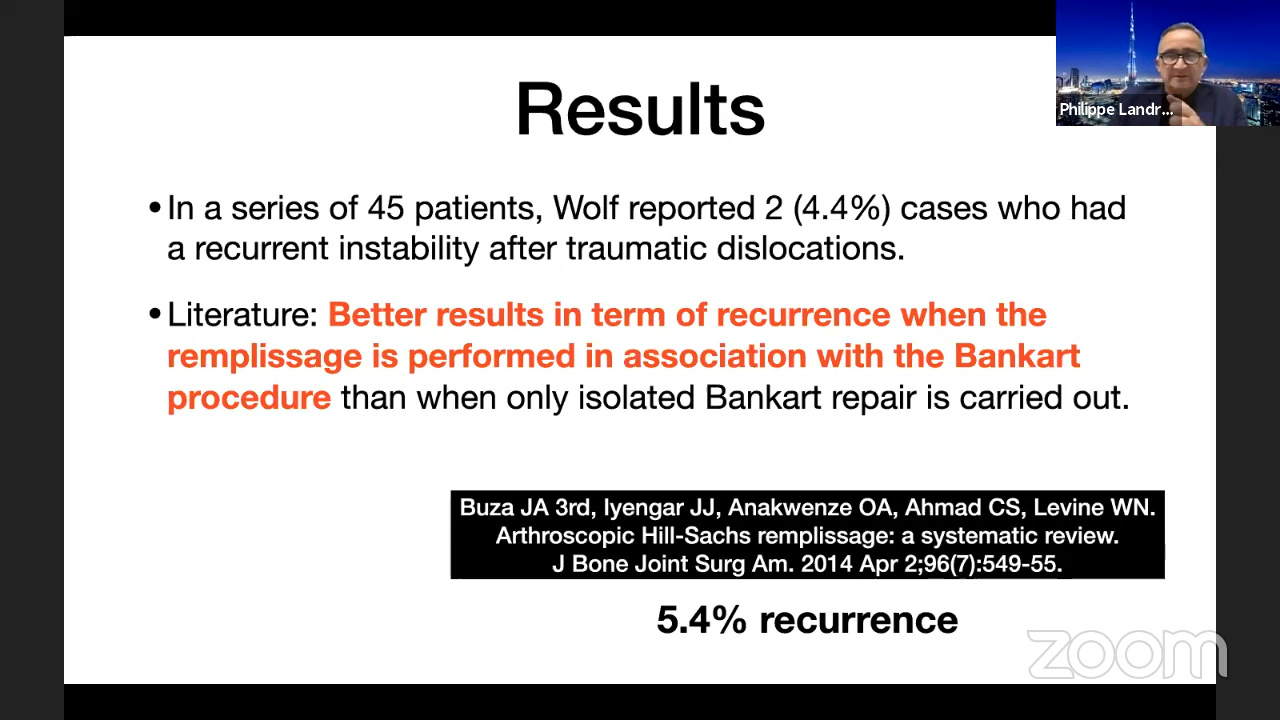 Philippe Landr...
Results
• In a series of 45 patients, Wolf reported 2 (4.4%) cases who had
a recurrent instability after traumatic dislocations.
• Literature: Better results in term of recurrence when the
remplissage is performed in association with the Bankart
procedure than when only isolated Bankart repair is carried out.
Buza JA 3rd, Iyengar JJ, Anakwenze OA, Ahmad CS, Levine WN.
Arthroscopic Hill-Sachs remplissage: a systematic review.
J Bone Joint Surg Am. 2014 Apr 2;96(7):549-55.
5.4% recurrence
zoom